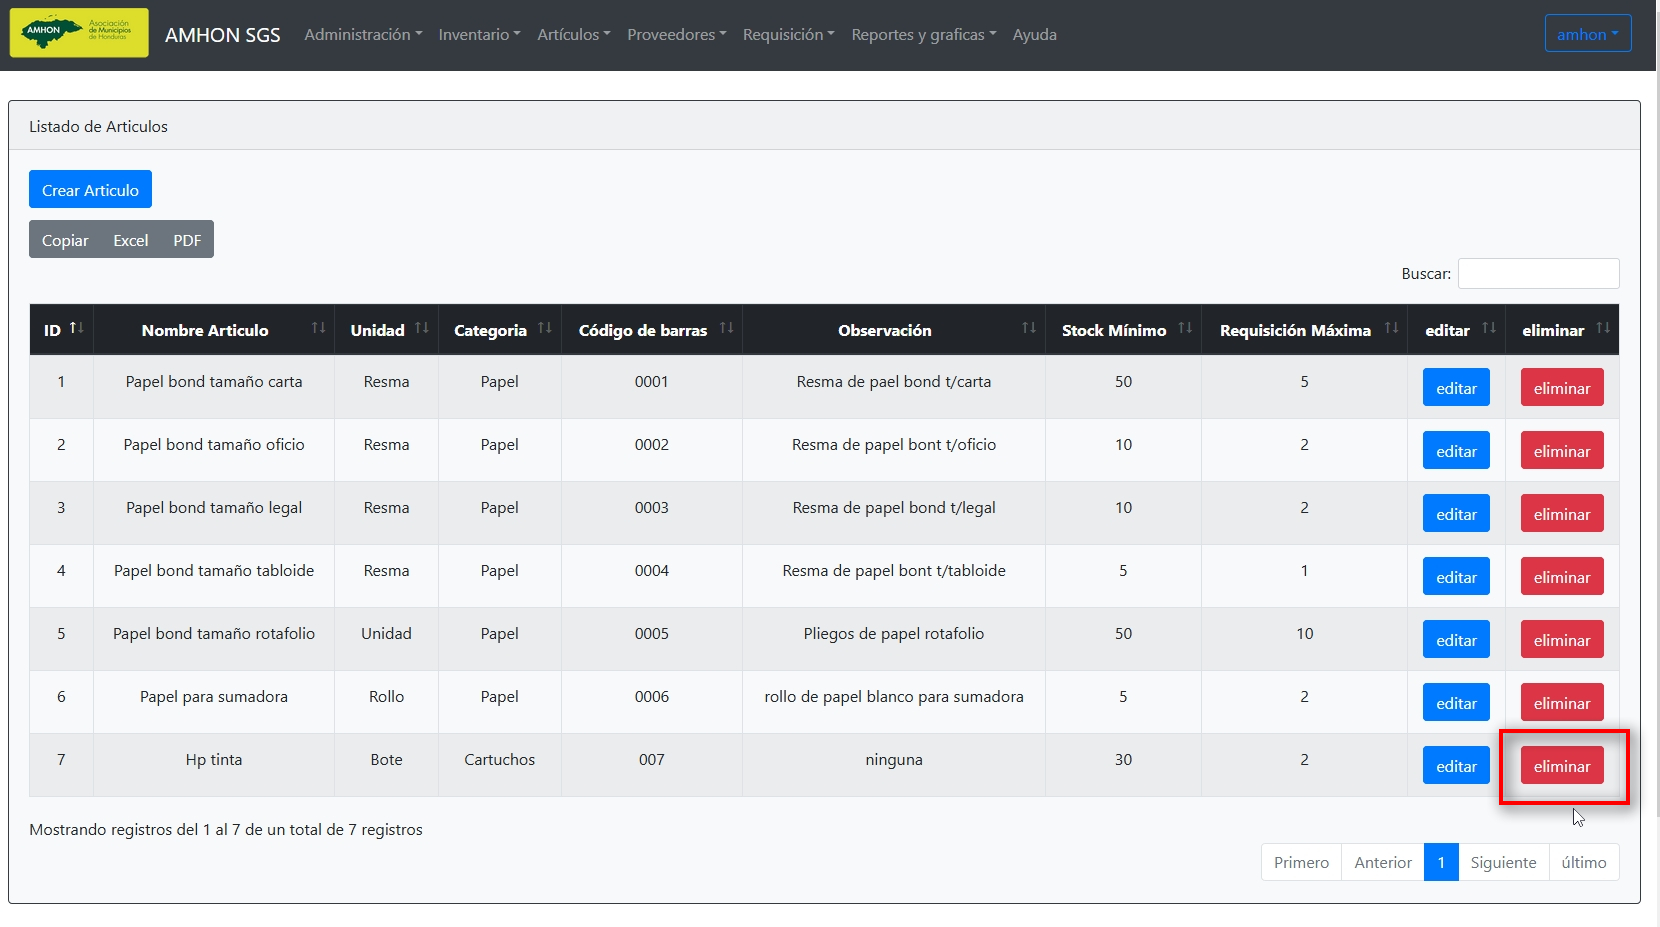 AMHON Asociación de Municipios de Honduras AMHON SGS Administración Inventario Artículos Proveedores Requisición Reportes y graficas Ayuda amhon
Listado de Articulos
Crear Articulo
Copiar Excel PDF
Buscar:
ID Nombre Articulo Unidad Categoria Código de barras Observación Stock Mínimo Requisición Máxima editar eliminar
1 Papel bond tamaño carta Resma Papel 0001 Resma de pael bond t/carta 50 5 editar eliminar
2 Papel bond tamaño oficio Resma Papel 0002 Resma de papel bont t/oficio 10 2 editar eliminar
3 Papel bond tamaño legal Resma Papel 0003 Resma de papel bond t/legal 10 2 editar eliminar
4 Papel bond tamaño tabloide Resma Papel 0004 Resma de papel bont t/tabloide 5 1 editar eliminar
5 Papel bond tamaño rotafolio Unidad Papel 0005 Pliegos de papel rotafolio 50 10 editar eliminar
6 Papel para sumadora Rollo Papel 0006 rollo de papel blanco para sumadora 5 2 editar eliminar
7 Hp tinta Bote Cartuchos 007 ninguna 30 2 editar eliminar
Mostrando registros del 1 al 7 de un total de 7 registros
Primero Anterior 1 Siguiente último